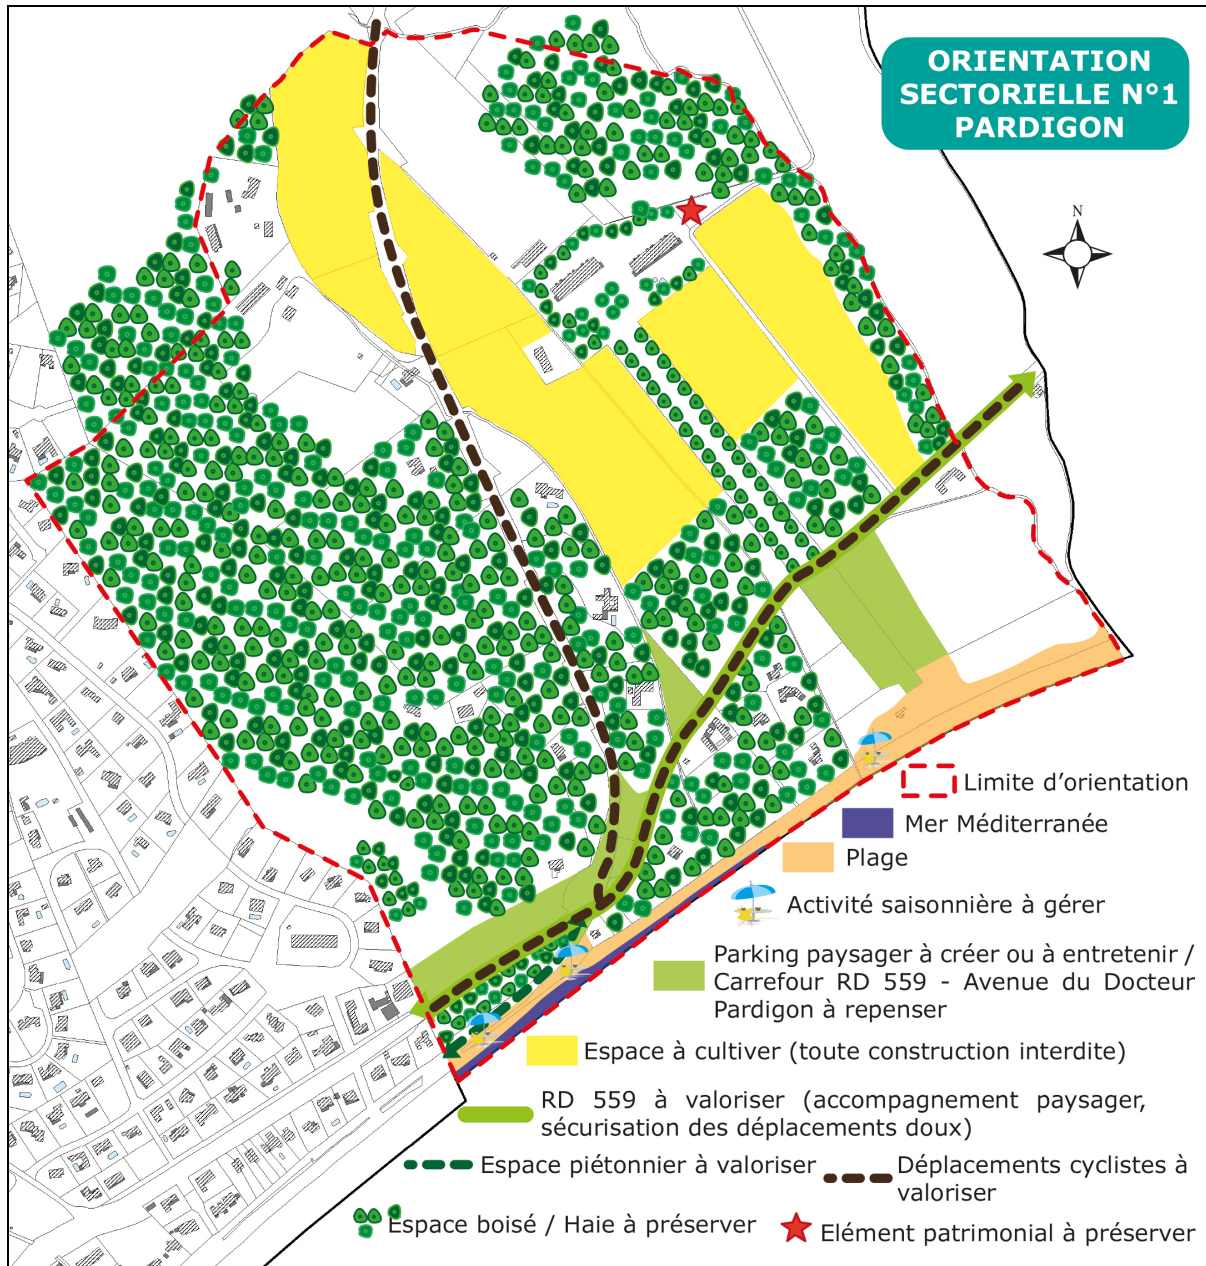 ORIENTATION
SECTORIELLE N°1
PARDIGON
N
Limite d'orientation
Mer Méditerranée
Plage
Activité saisonnière à gérer
Parking paysager à créer ou à entretenir /
Carrefour RD 559 - Avenue du Docteur
Pardigon à repenser
Espace à cultiver (toute construction interdite)
RD 559 à valoriser (accompagnement paysager,
sécurisation des déplacements doux)
Espace piétonnier à valoriser
Déplacements cyclistes à
valoriser
Espace boisé / Haie à préserver
Elément patrimonial à préserver